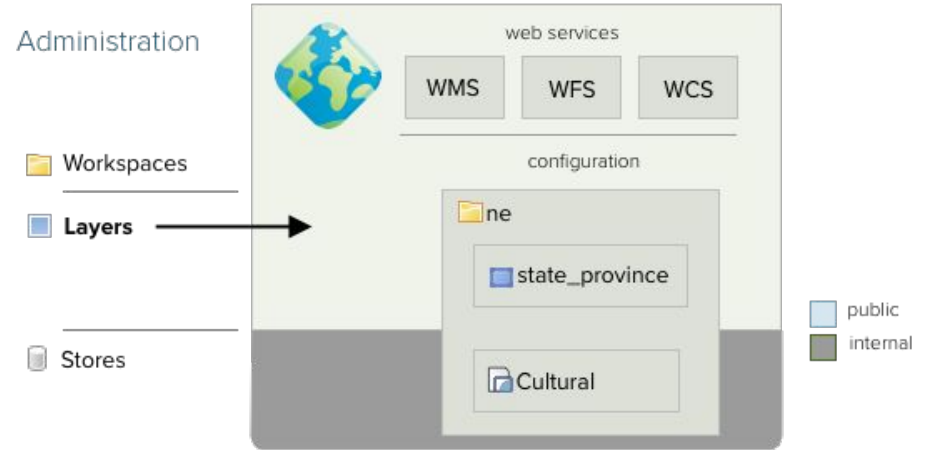 Administration
web services
WMS
WFS
WCS
Workspaces
configuration
ne
Layers
state_province
public
internal
Stores
Cultural